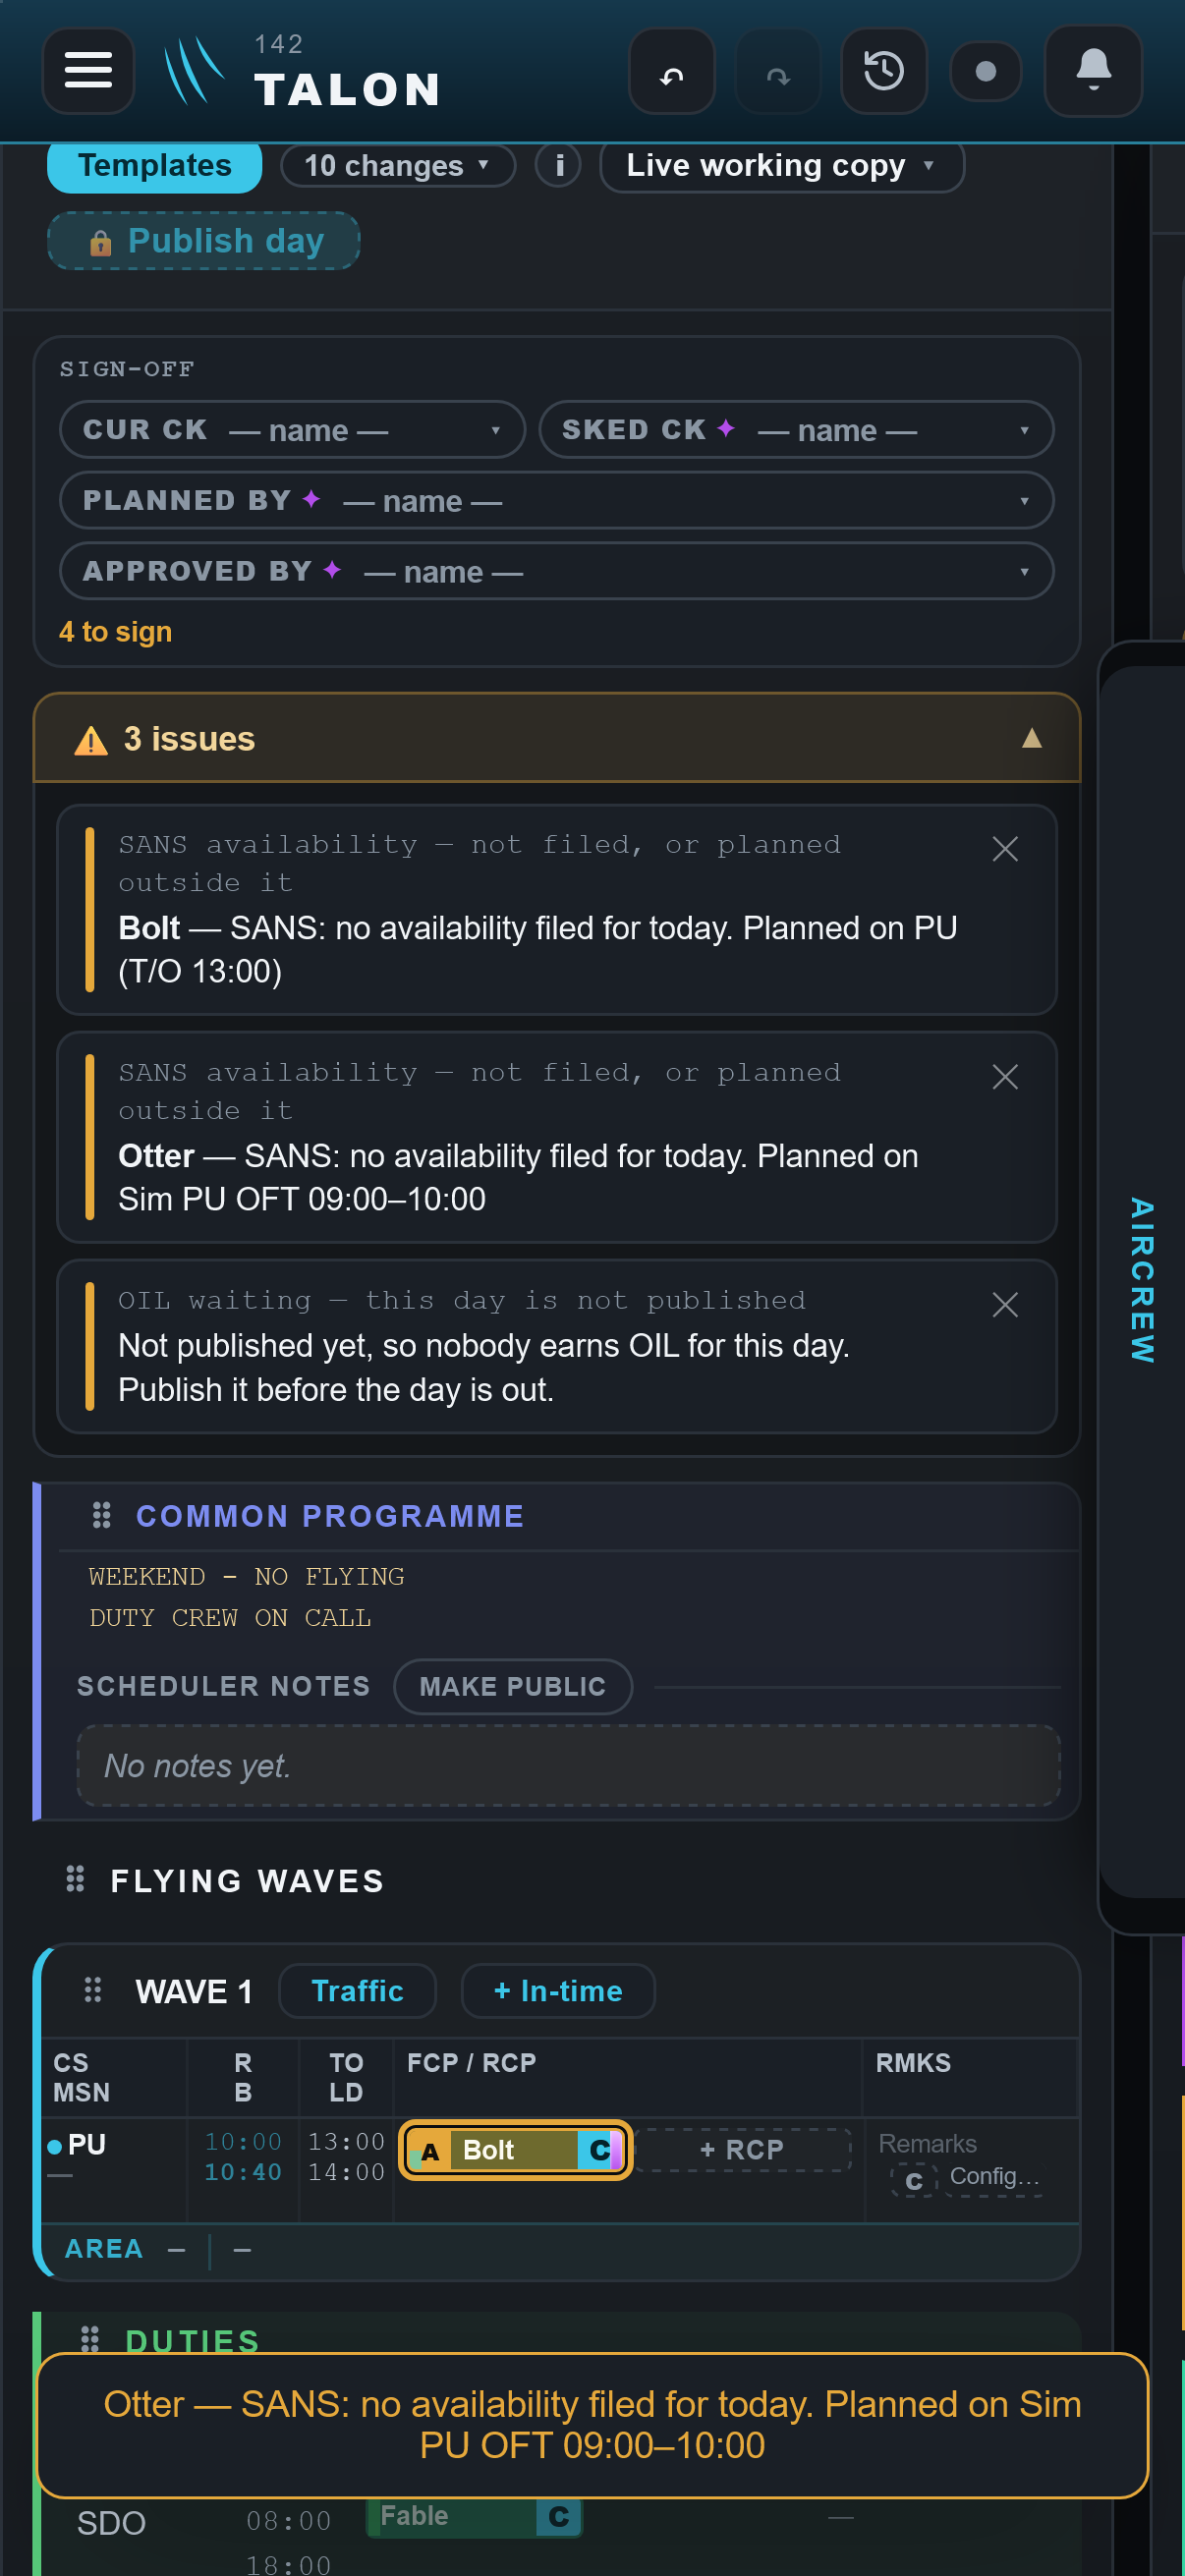 142
TALON
Templates
10 changes
i
Live working copy
Publish day
SIGN-OFF
CUR CK — name —
SKED CK — name —
PLANNED BY — name —
APPROVED BY — name —
4 to sign
3 issues
SANS availability — not filed, or planned
outside it
Bolt — SANS: no availability filed for today. Planned on PU
(T/O 13:00)
SANS availability — not filed, or planned
outside it
Otter — SANS: no availability filed for today. Planned on
Sim PU OFT 09:00–10:00
OIL waiting — this day is not published
Not published yet, so nobody earns OIL for this day.
Publish it before the day is out.
AIRCREW
COMMON PROGRAMME
WEEKEND - NO FLYING
DUTY CREW ON CALL
SCHEDULER NOTES MAKE PUBLIC
No notes yet.
FLYING WAVES
WAVE 1 Traffic + In-time
CS R TO FCP / RCP RMKS
MSN B LD
PU 10:00 13:00 A Bolt C + RCP Remarks
— 10:40 14:00 C Config...
AREA — | —
DUTIES
Otter — SANS: no availability filed for today. Planned on Sim
PU OFT 09:00–10:00
SDO 08:00 Fable C —
18:00